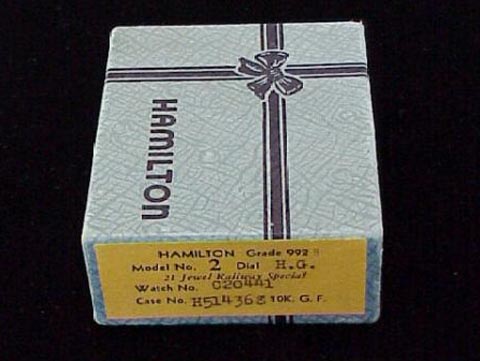 HAMILTON
HAMILTON Grade 992 B
Model No. 2 Dial H.G.
21 Jewel Railway Special
Watch No. C20441
Case No. H514368 10K. G. F.